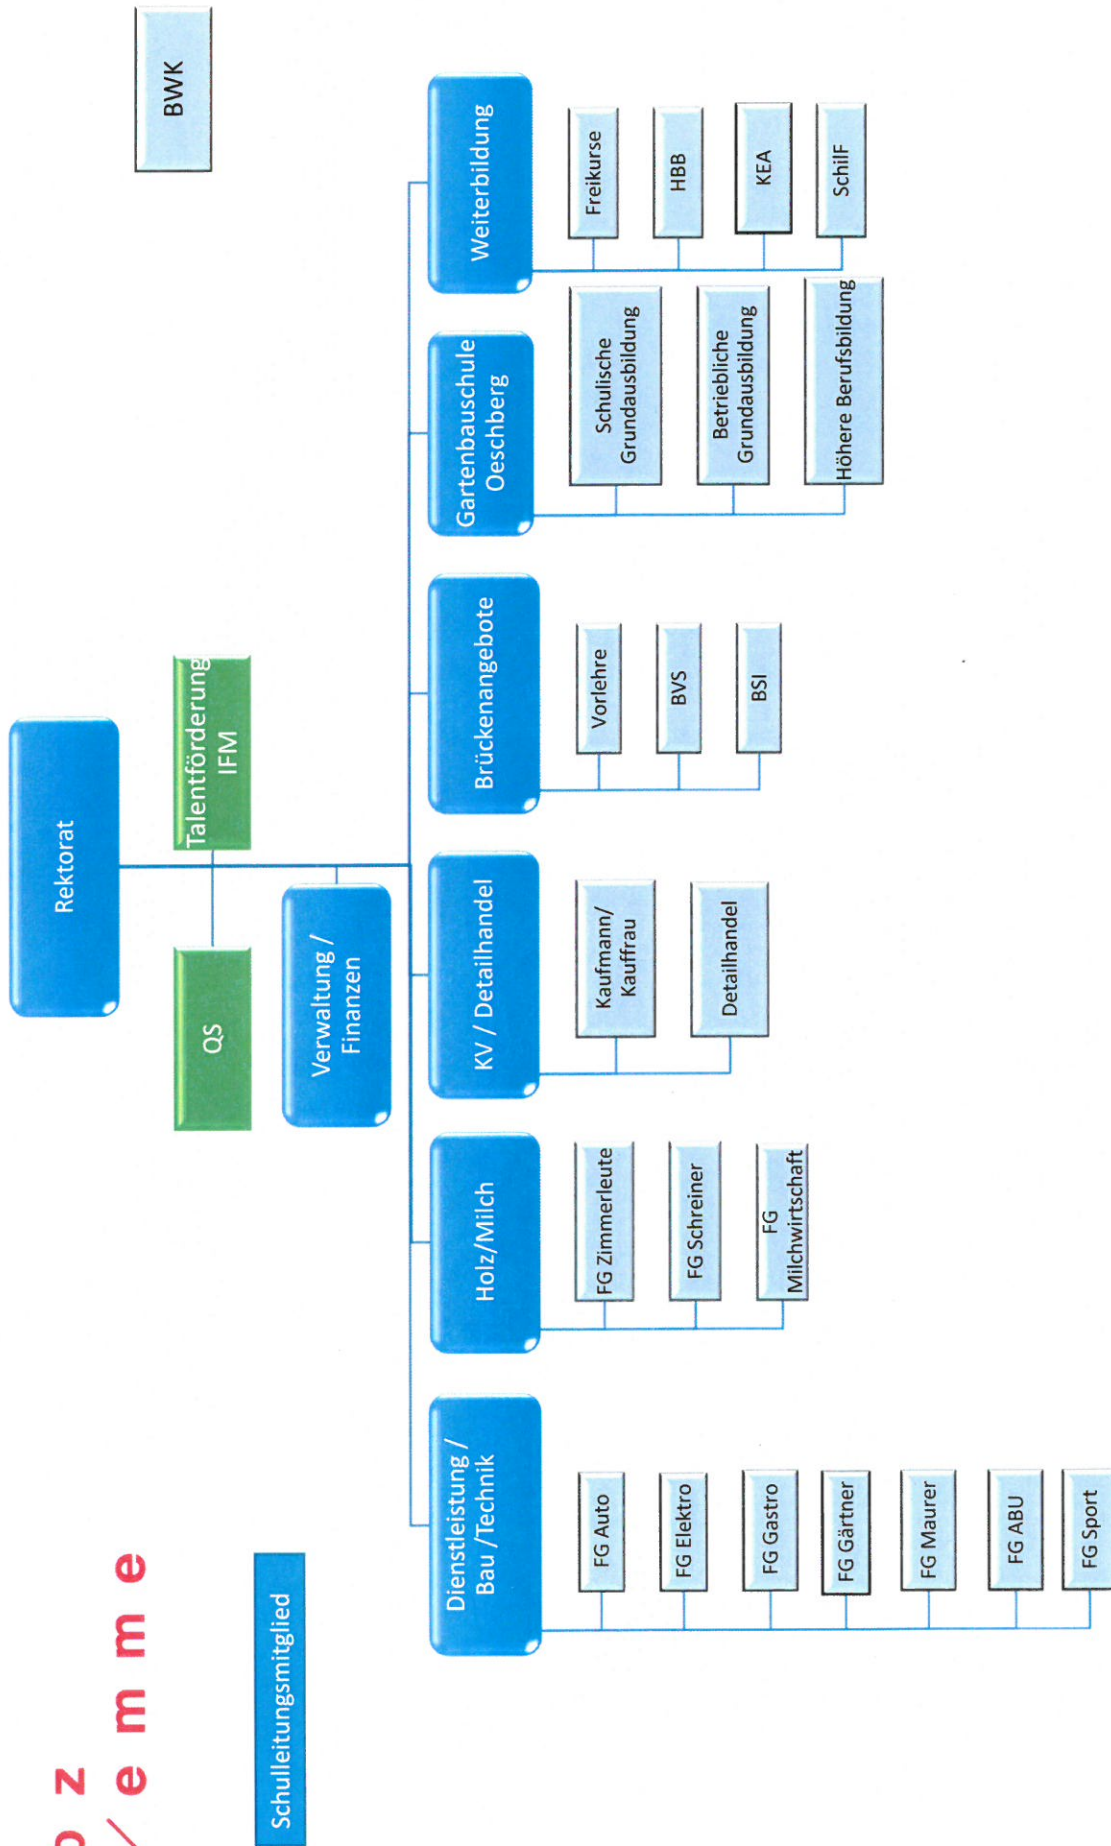 z
emme
BWK
Rektorat
QS
Talentförderung
IFM
Schulleitungsmitglied
Verwaltung /
Finanzen
Dienstleistung /
Bau /Technik
FG Auto
FG Elektro
FG Gastro
FG Gärtner
FG Maurer
FG ABU
FG Sport
Holz/Milch
FG Zimmerleute
FG Schreiner
FG
Milchwirtschaft
KV / Detailhandel
Kaufmann/
Kauffrau
Detailhandel
Brückenangebote
Vorlehre
BVS
BSI
Gartenbauschule
Oeschberg
Schulische
Grundausbildung
Betriebliche
Grundausbildung
Höhere Berufsbildung
Weiterbildung
Freikurse
HBB
KEA
SchilF